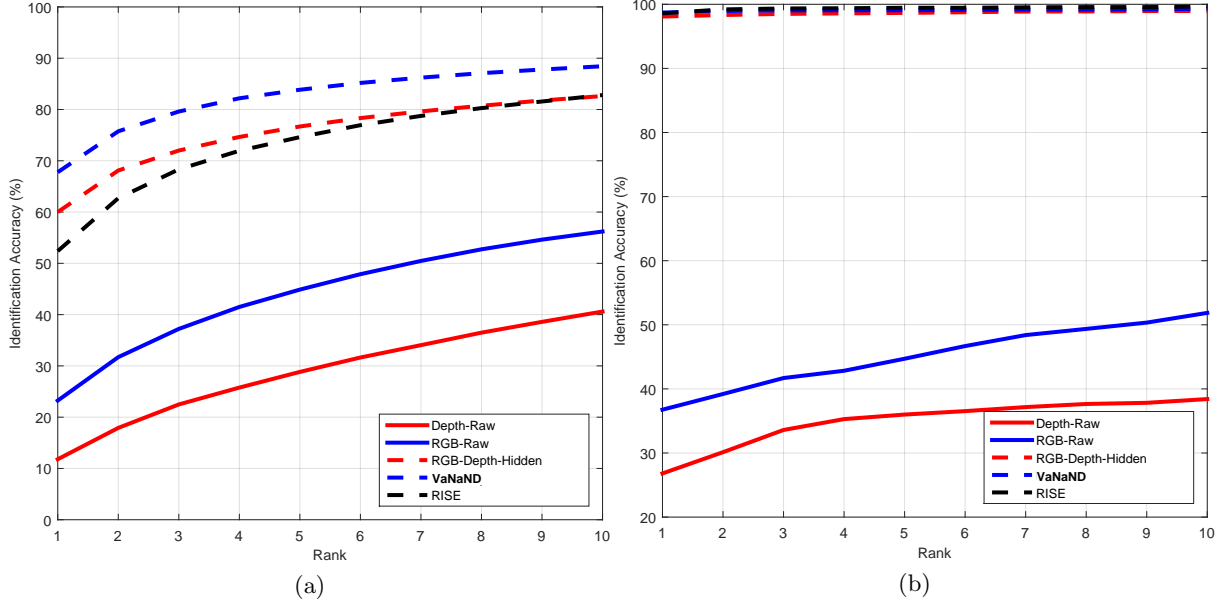 100
90
80
70
60
50
40
30
20
10
0
Identification Accuracy (%)
1 2 3 4 5 6 7 8 9 10
Rank
Depth-Raw
RGB-Raw
RGB-Depth-Hidden
VaNaND
RISE
(a)
100
90
80
70
60
50
40
30
20
Identification Accuracy (%)
1 2 3 4 5 6 7 8 9 10
Rank
Depth-Raw
RGB-Raw
RGB-Depth-Hidden
VaNaND
RISE
(b)